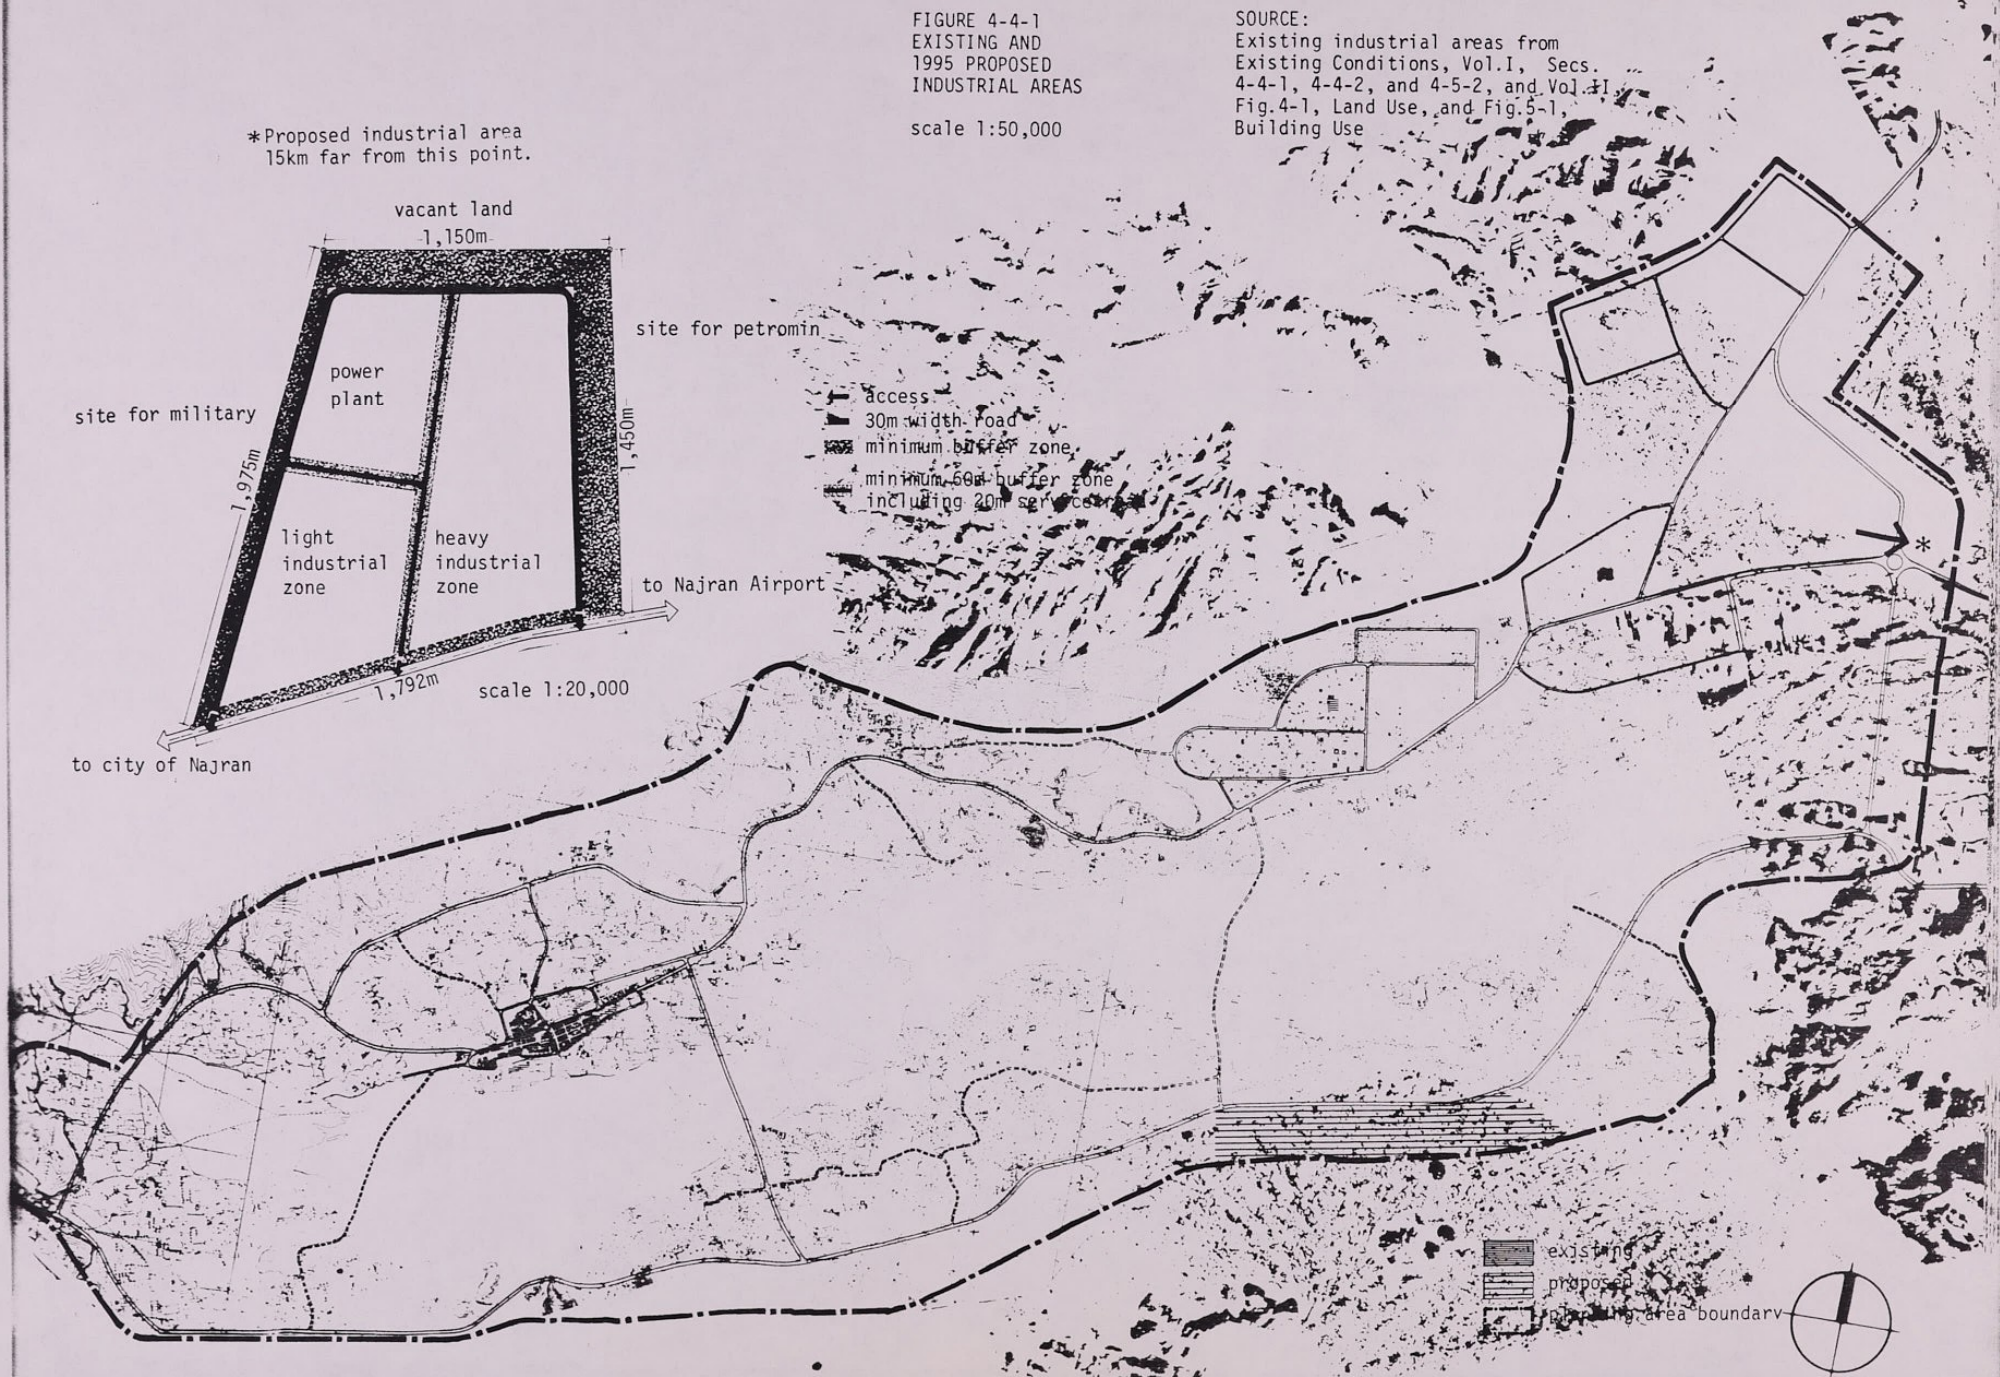 FIGURE 4-4-1
EXISTING AND
1995 PROPOSED
INDUSTRIAL AREAS
scale 1:50,000
SOURCE:
Existing industrial areas from
Existing Conditions, Vol.I, Secs.
4-4-1, 4-4-2, and 4-5-2, and Vol.II,
Fig.4-1, Land Use, and Fig.5-1,
Building Use
*Proposed industrial area
15km far from this point.
vacant land
1,150m
site for petromin
power
plant
site for military
1,975m
1,450m
light
industrial
zone
heavy
industrial
zone
to Najran Airport
1,792m
scale 1:20,000
to city of Najran
access
30m width road
minimum buffer zone
minimum 60m buffer zone
including 20m service
*
existing
proposed
planning area boundary